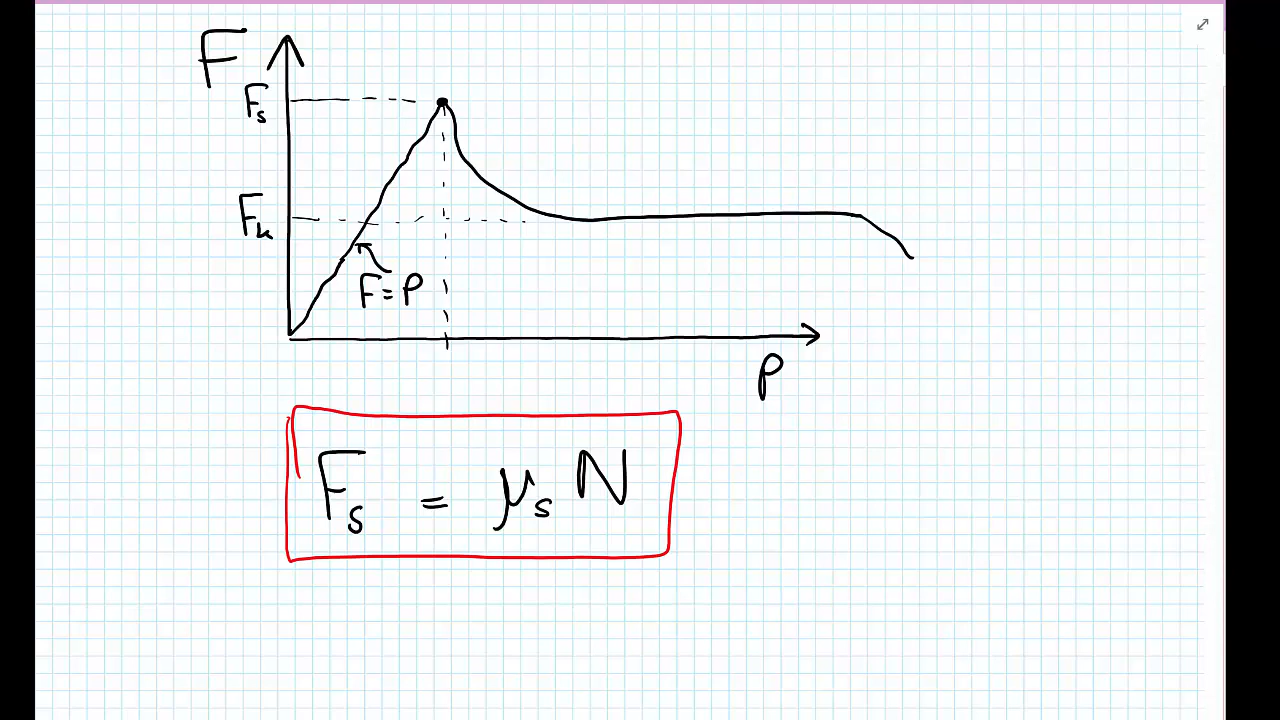 F
Fs
Fk
F = P
P
Fs = μs N